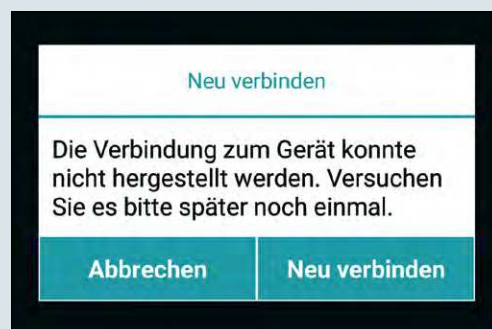 Neu verbinden
Die Verbindung zum Gerät konnte
nicht hergestellt werden. Versuchen
Sie es bitte später noch einmal.
Abbrechen
Neu verbinden